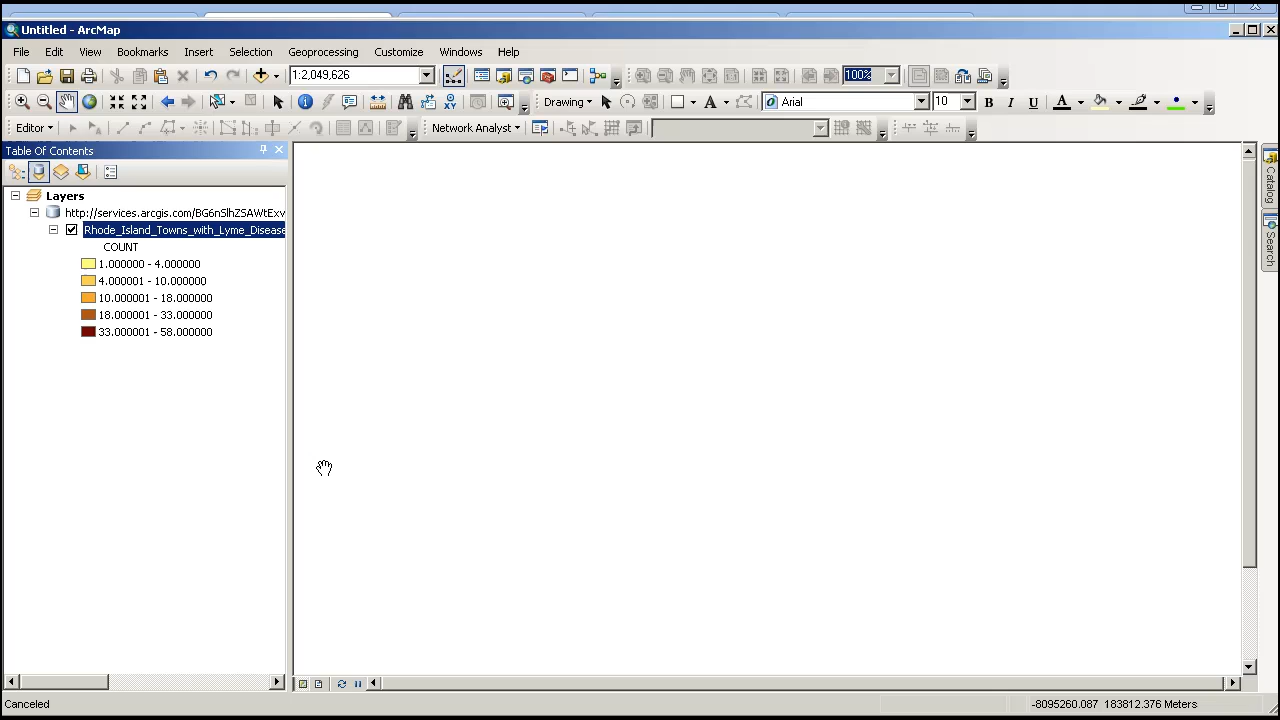 Untitled - ArcMap
File Edit View Bookmarks Insert Selection Geoprocessing Customize Windows Help
1:2,049,626 100%
Drawing Arial 10 B I U A
Editor Network Analyst
Table Of Contents
Layers
http://services.arcgis.com/BG6nSlhZSAWtExv
Rhode_Island_Towns_with_Lyme_Disease
COUNT
1.000000 - 4.000000
4.000001 - 10.000000
10.000001 - 18.000000
18.000001 - 33.000000
33.000001 - 58.000000
Catalog
Search
Canceled
-8095260.087 183812.376 Meters